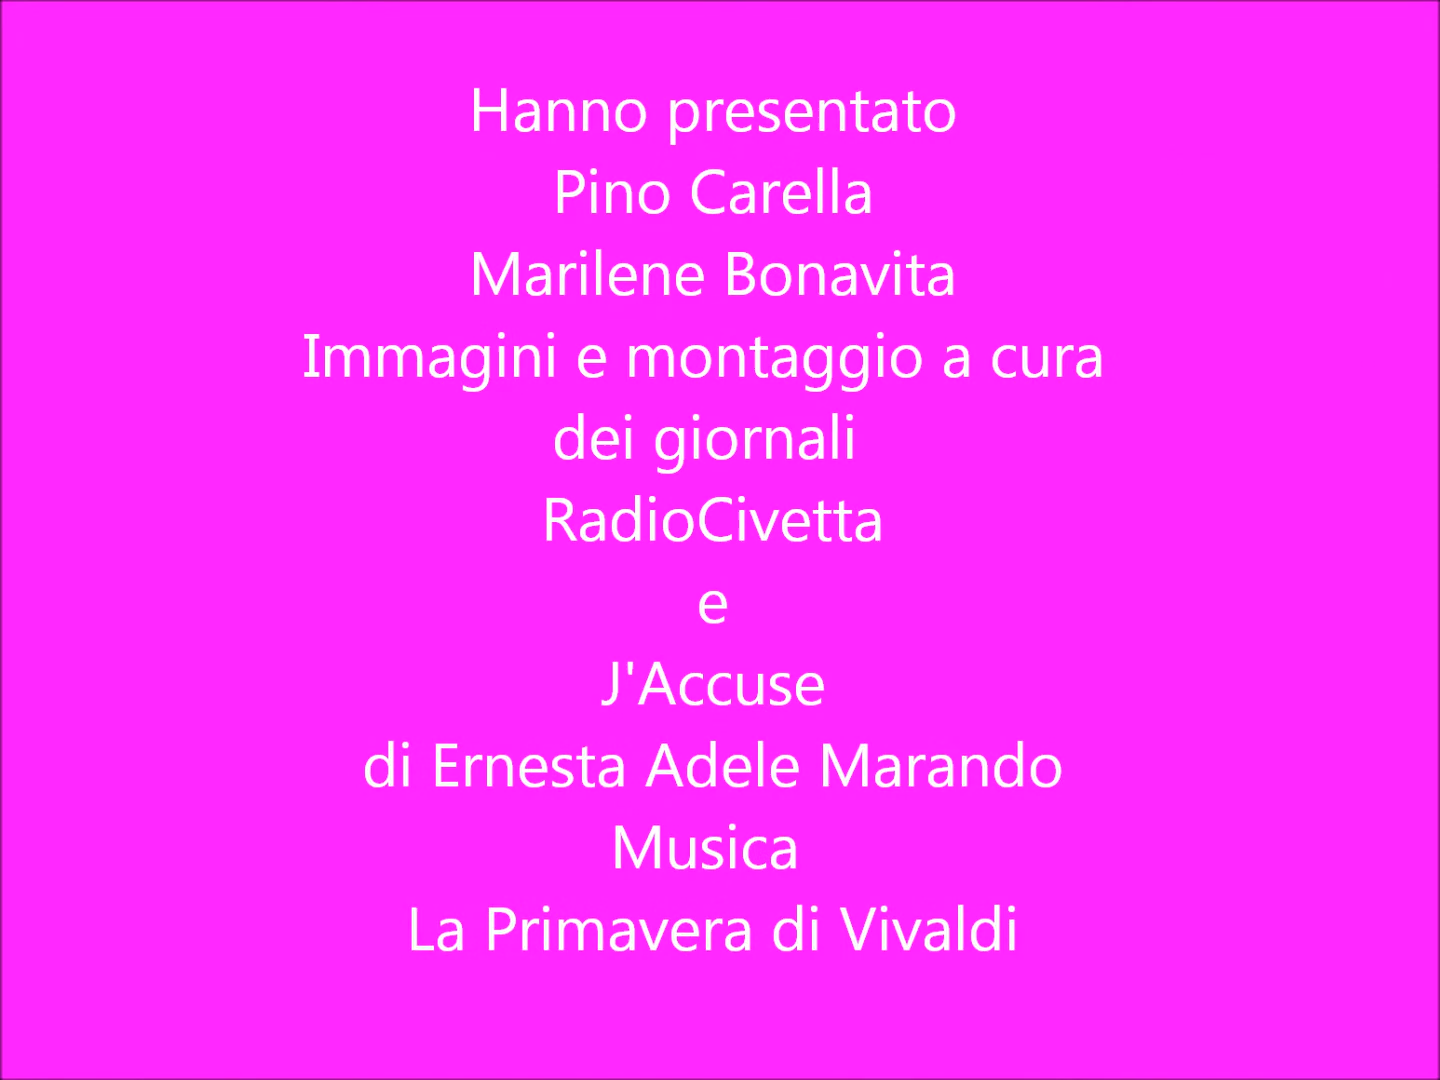 Hanno presentato
Pino Carella
Marilene Bonavita
Immagini e montaggio a cura
dei giornali
RadioCivetta
e
J'Accuse
di Ernesta Adele Marando
Musica
La Primavera di Vivaldi